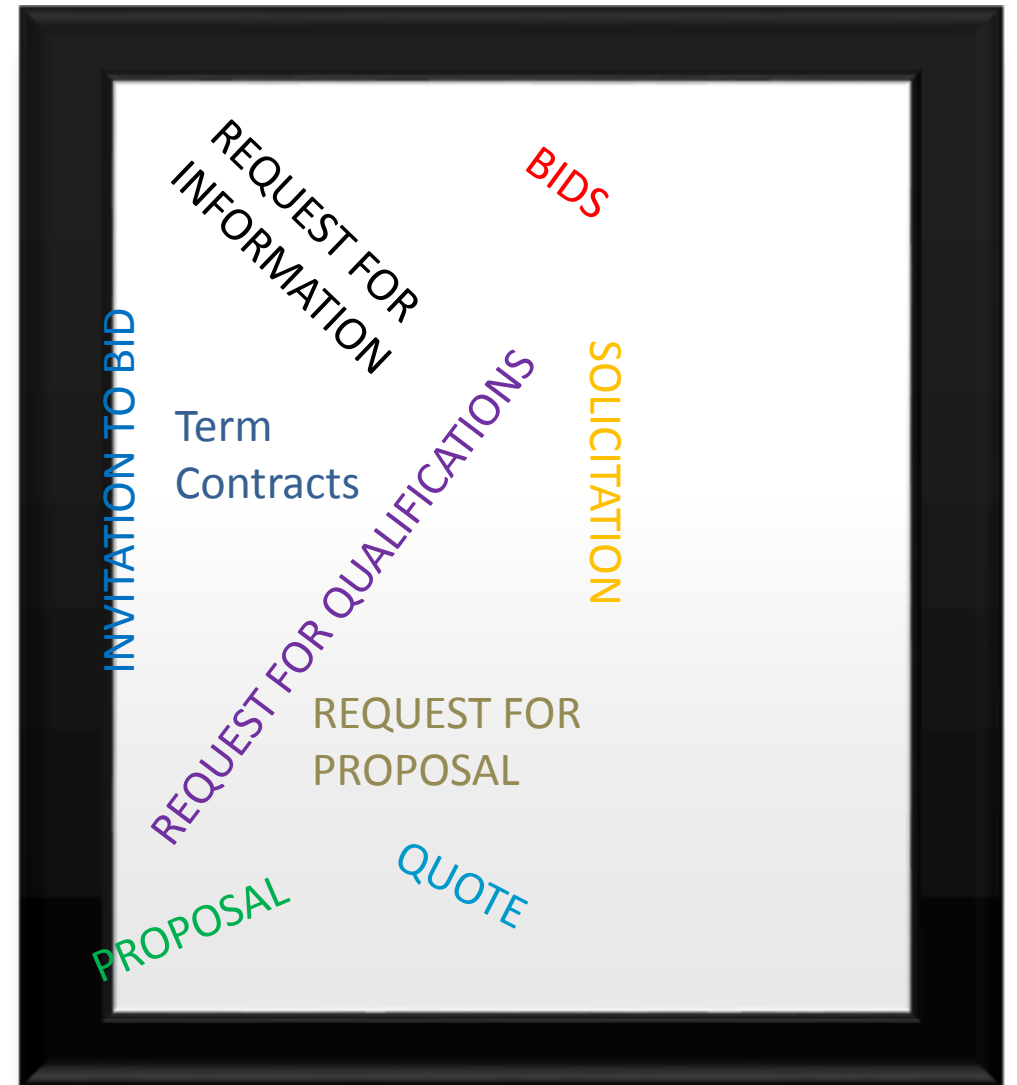 REQUEST FOR
INFORMATION
BIDS
INVITATION TO BID
Term
Contracts
REQUEST FOR QUALIFICATIONS
SOLICITATION
REQUEST FOR
PROPOSAL
QUOTE
PROPOSAL